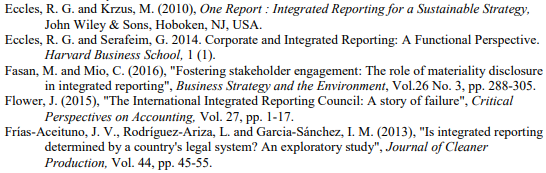 Eccles, R. G. and Krzus, M. (2010), One Report : Integrated Reporting for a Sustainable Strategy,
John Wiley & Sons, Hoboken, NJ, USA.
Eccles, R. G. and Serafeim, G. 2014. Corporate and Integrated Reporting: A Functional Perspective.
Harvard Business School, 1 (1).
Fasan, M. and Mio, C. (2016), "Fostering stakeholder engagement: The role of materiality disclosure
in integrated reporting", Business Strategy and the Environment, Vol.26 No. 3, pp. 288-305.
Flower, J. (2015), "The International Integrated Reporting Council: A story of failure", Critical
Perspectives on Accounting, Vol. 27, pp. 1-17.
Frías-Aceituno, J. V., Rodríguez-Ariza, L. and Garcia-Sánchez, I. M. (2013), "Is integrated reporting
determined by a country's legal system? An exploratory study", Journal of Cleaner
Production, Vol. 44, pp. 45-55.